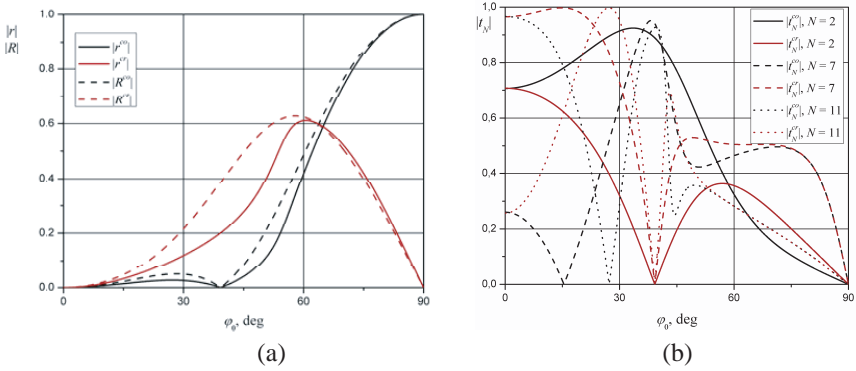 |r|
|R|
1.0
0.8
0.6
0.4
0.2
0.0
|r^co|
|r^cr|
|R^co|
|R^cr|
0
30
60
90
φ₀, deg
(a)
|t_N|
1,0
0,8
0,6
0,4
0,2
0,0
|t_N^co|, N = 2
|t_N^cr|, N = 2
|t_N^co|, N = 7
|t_N^cr|, N = 7
|t_N^co|, N = 11
|t_N^cr|, N = 11
0
30
60
90
φ₀, deg
(b)